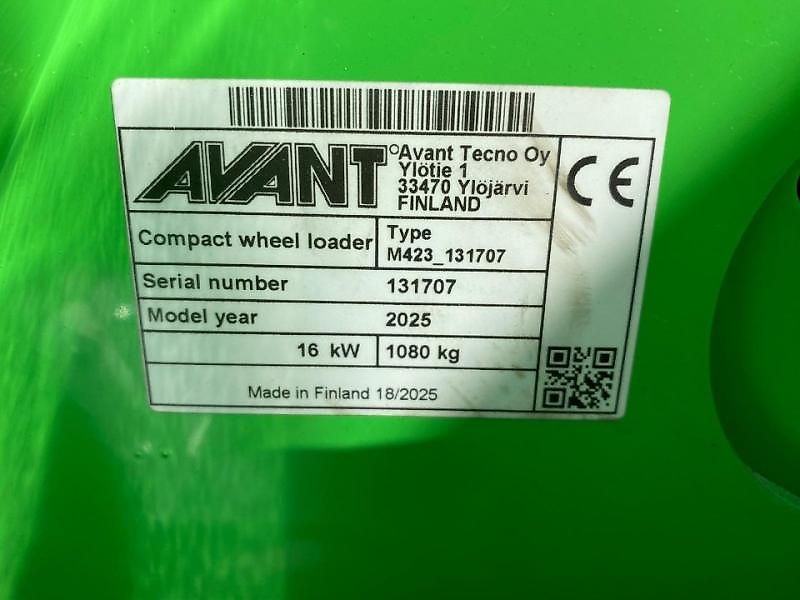 AVANT
°Avant Tecno Oy
Ylötie 1
33470 Ylöjärvi
FINLAND
CE
Compact wheel loader
Type
M423_131707
Serial number 131707
Model year 2025
16 kW 1080 kg
Made in Finland 18/2025